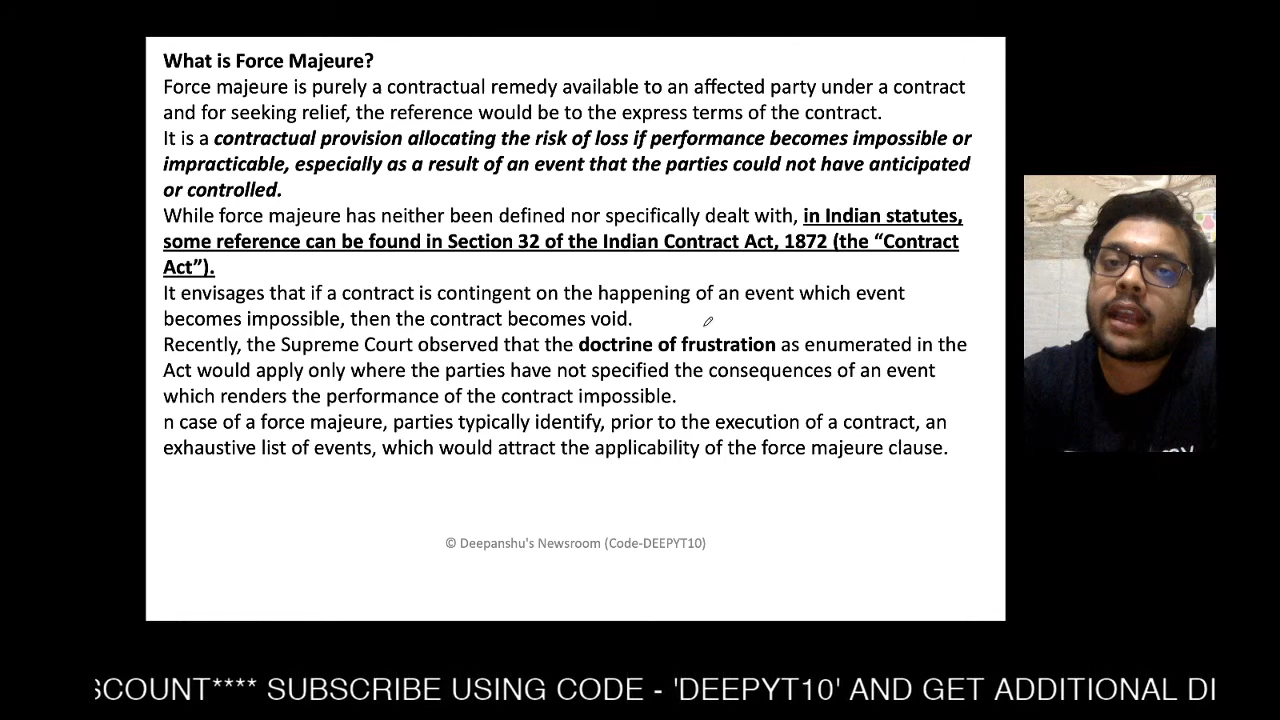 What is Force Majeure?
Force majeure is purely a contractual remedy available to an affected party under a contract
and for seeking relief, the reference would be to the express terms of the contract.
It is a contractual provision allocating the risk of loss if performance becomes impossible or
impracticable, especially as a result of an event that the parties could not have anticipated
or controlled.
While force majeure has neither been defined nor specifically dealt with, in Indian statutes,
some reference can be found in Section 32 of the Indian Contract Act, 1872 (the “Contract
Act”).
It envisages that if a contract is contingent on the happening of an event which event
becomes impossible, then the contract becomes void.
Recently, the Supreme Court observed that the doctrine of frustration as enumerated in the
Act would apply only where the parties have not specified the consequences of an event
which renders the performance of the contract impossible.
n case of a force majeure, parties typically identify, prior to the execution of a contract, an
exhaustive list of events, which would attract the applicability of the force majeure clause.
© Deepanshu's Newsroom (Code-DEEPYT10)
SCOUNT**** SUBSCRIBE USING CODE - 'DEEPYT10' AND GET ADDITIONAL DI